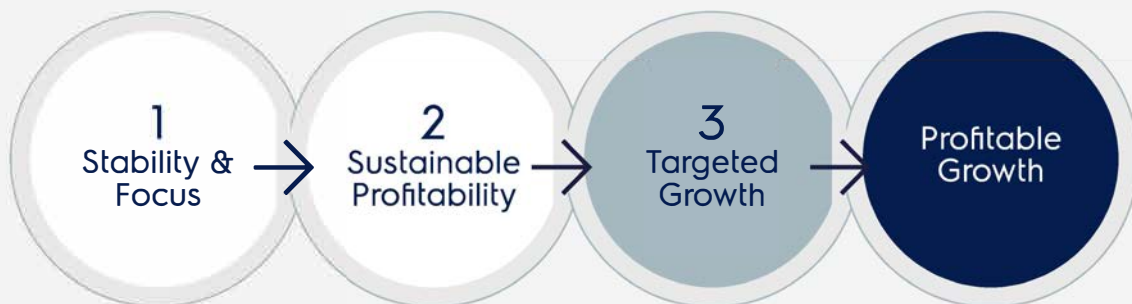 1
Stability &
Focus
2
Sustainable
Profitability
3
Targeted
Growth
Profitable
Growth